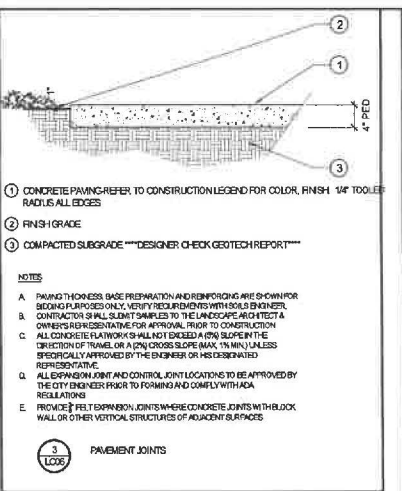 2
1
4" PED
3
1 CONCRETE PAVING-REFER TO CONSTRUCTION LEGEND FOR COLOR, FINISH 1/4" TOOLED
RADIUS ALL EDGES
2 FINISH GRADE
3 COMPACTED SUBGRADE ****DESIGNER CHECK GEOTECH REPORT****
NOTES
A. PAVING THICKNESS, BASE PREPARATION AND REINFORCING ARE SHOWN FOR
BIDDING PURPOSES ONLY, VERIFY REQUIREMENTS WITH SOILS ENGINEER.
B. CONTRACTOR SHALL SUBMIT SAMPLES TO THE LANDSCAPE ARCHITECT &
OWNER'S REPRESENTATIVE FOR APPROVAL PRIOR TO CONSTRUCTION
C. ALL CONCRETE FLATWORK SHALL NOT EXCEED A (5%) SLOPE IN THE
DIRECTION OF TRAVEL OR A (2%) CROSS SLOPE (MAX, 1% MIN.) UNLESS
SPECIFICALLY APPROVED BY THE ENGINEER OR HIS DESIGNATED
REPRESENTATIVE.
D. ALL EXPANSION JOINT AND CONTROL JOINT LOCATIONS TO BE APPROVED BY
THE CITY ENGINEER PRIOR TO FORMING AND COMPLY WITH ADA
REGULATIONS
E. PROVIDE FELT EXPANSION JOINTS WHERE CONCRETE JOINTS WITH BLOCK
WALL OR OTHER VERTICAL STRUCTURES OF ADJACENT SURFACES
3
LC06
PAVEMENT JOINTS